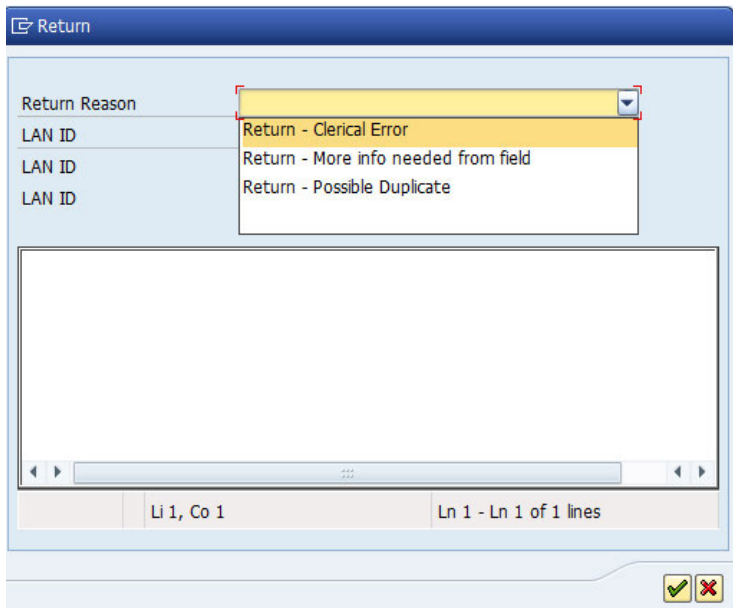 Return
Return Reason
Return - Clerical Error
LAN ID
Return - More info needed from field
LAN ID
Return - Possible Duplicate
LAN ID
Li 1, Co 1
Ln 1 - Ln 1 of 1 lines